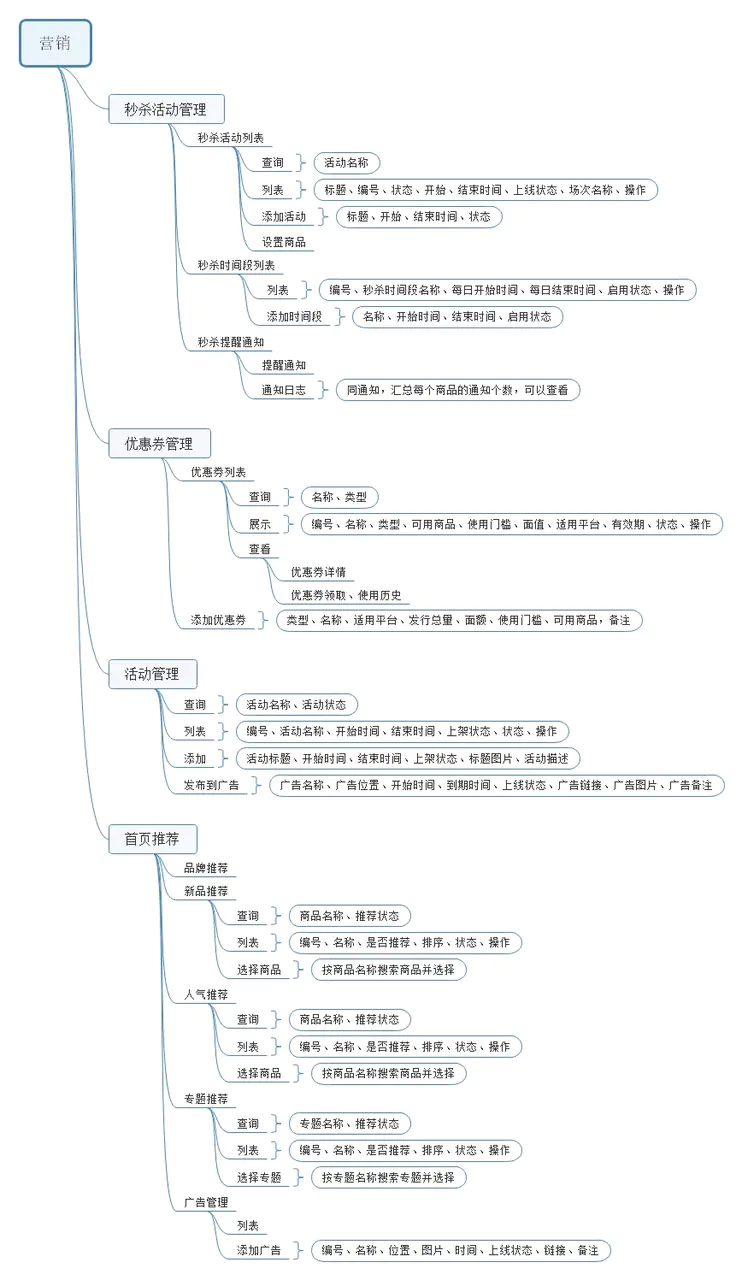 营销
秒杀活动管理
秒杀活动列表
查询 活动名称
列表 标题、编号、状态、开始、结束时间、上线状态、场次名称、操作
添加活动 标题、开始、结束时间、状态
设置商品
秒杀时间段列表
列表 编号、秒杀时间段名称、每日开始时间、每日结束时间、启用状态、操作
添加时间段 名称、开始时间、结束时间、启用状态
秒杀提醒通知
提醒通知
通知日志 同通知，汇总每个商品的通知个数，可以查看
优惠券管理
优惠券列表
查询 名称、类型
展示 编号、名称、类型、可用商品、使用门槛、面值、适用平台、有效期、状态、操作
查看
优惠券详情
优惠券领取、使用历史
添加优惠券 类型、名称、适用平台、发行总量、面额、使用门槛、可用商品，备注
活动管理
查询 活动名称、活动状态
列表 编号、活动名称、开始时间、结束时间、上架状态、状态、操作
添加 活动标题、开始时间、结束时间、上架状态、标题图片、活动描述
发布到广告 广告名称、广告位置、开始时间、到期时间、上线状态、广告链接、广告图片、广告备注
首页推荐
品牌推荐
新品推荐
查询 商品名称、推荐状态
列表 编号、名称、是否推荐、排序、状态、操作
选择商品 按商品名称搜索商品并选择
人气推荐
查询 商品名称、推荐状态
列表 编号、名称、是否推荐、排序、状态、操作
选择商品 按商品名称搜索商品并选择
专题推荐
查询 专题名称、推荐状态
列表 编号、名称、是否推荐、排序、状态、操作
选择专题 按专题名称搜索专题并选择
广告管理
列表
添加广告 编号、名称、位置、图片、时间、上线状态、链接、备注